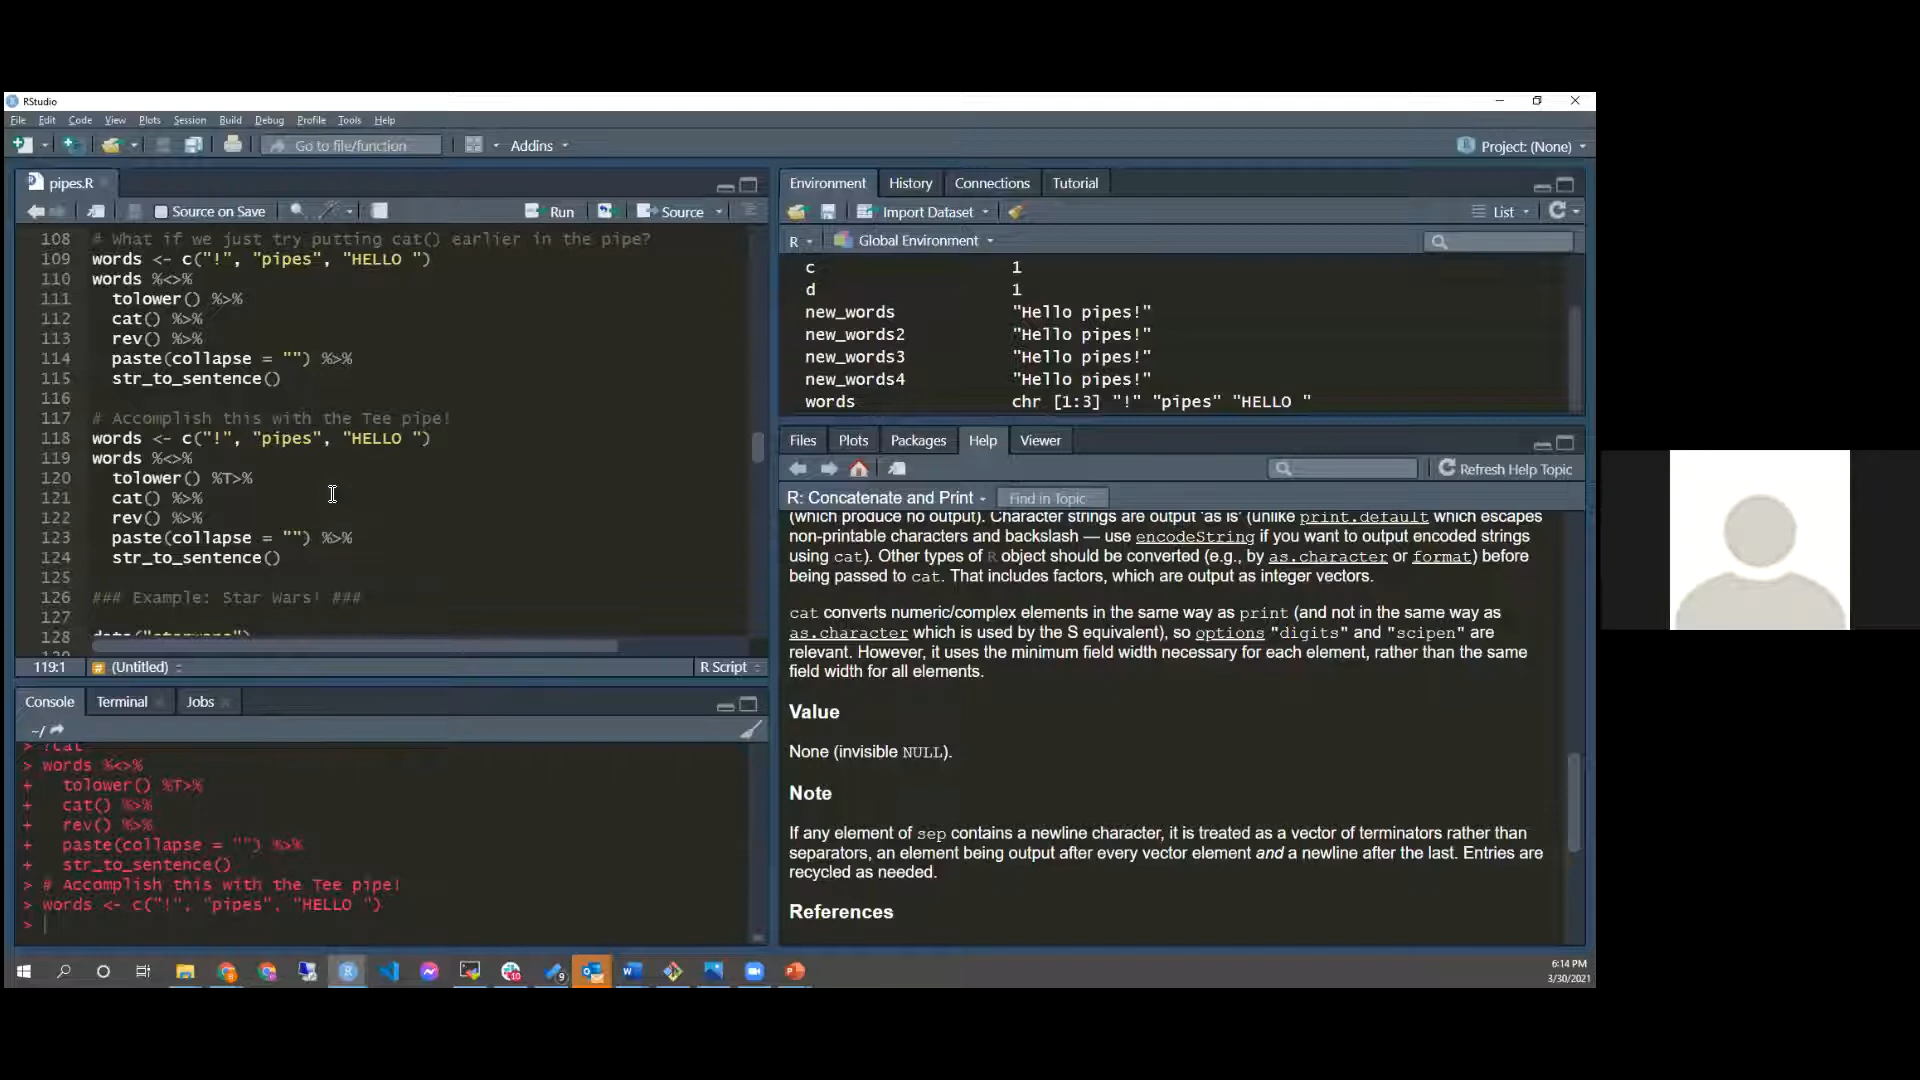 RStudio
File Edit Code View Plots Session Build Debug Profile Tools Help
Go to file/function Addins Project: (None)
pipes.R
Source on Save Run Source
108 # What if we just try putting cat() earlier in the pipe?
109 words <- c("!", "pipes", "HELLO ")
110 words %<>%
111 tolower() %>%
112 cat() %>%
113 rev() %>%
114 paste(collapse = "") %>%
115 str_to_sentence()
116
117 # Accomplish this with the Tee pipe!
118 words <- c("!", "pipes", "HELLO ")
119 words %<>%
120 tolower() %T>%
121 cat() %>%
122 rev() %>%
123 paste(collapse = "") %>%
124 str_to_sentence()
125
126 ### Example: Star Wars! ###
127
128 data("starwars")
119:1 (Untitled) R Script
Console Terminal Jobs
~/
> ?cat
> words %<>%
+ tolower() %T>%
+ cat() %>%
+ rev() %>%
+ paste(collapse = "") %>%
+ str_to_sentence()
> # Accomplish this with the Tee pipe!
> words <- c("!", "pipes", "HELLO ")
>
Environment History Connections Tutorial
Import Dataset List
R Global Environment
c 1
d 1
new_words "Hello pipes!"
new_words2 "Hello pipes!"
new_words3 "Hello pipes!"
new_words4 "Hello pipes!"
words chr [1:3] "!" "pipes" "HELLO "
Files Plots Packages Help Viewer
Refresh Help Topic
R: Concatenate and Print Find in Topic
(which produce no output). Character strings are output 'as is' (unlike print.default which escapes
non-printable characters and backslash — use encodeString if you want to output encoded strings
using cat). Other types of R object should be converted (e.g., by as.character or format) before
being passed to cat. That includes factors, which are output as integer vectors.
cat converts numeric/complex elements in the same way as print (and not in the same way as
as.character which is used by the S equivalent), so options "digits" and "scipen" are
relevant. However, it uses the minimum field width necessary for each element, rather than the same
field width for all elements.
Value
None (invisible NULL).
Note
If any element of sep contains a newline character, it is treated as a vector of terminators rather than
separators, an element being output after every vector element and a newline after the last. Entries are
recycled as needed.
References
6:14 PM
3/30/2021